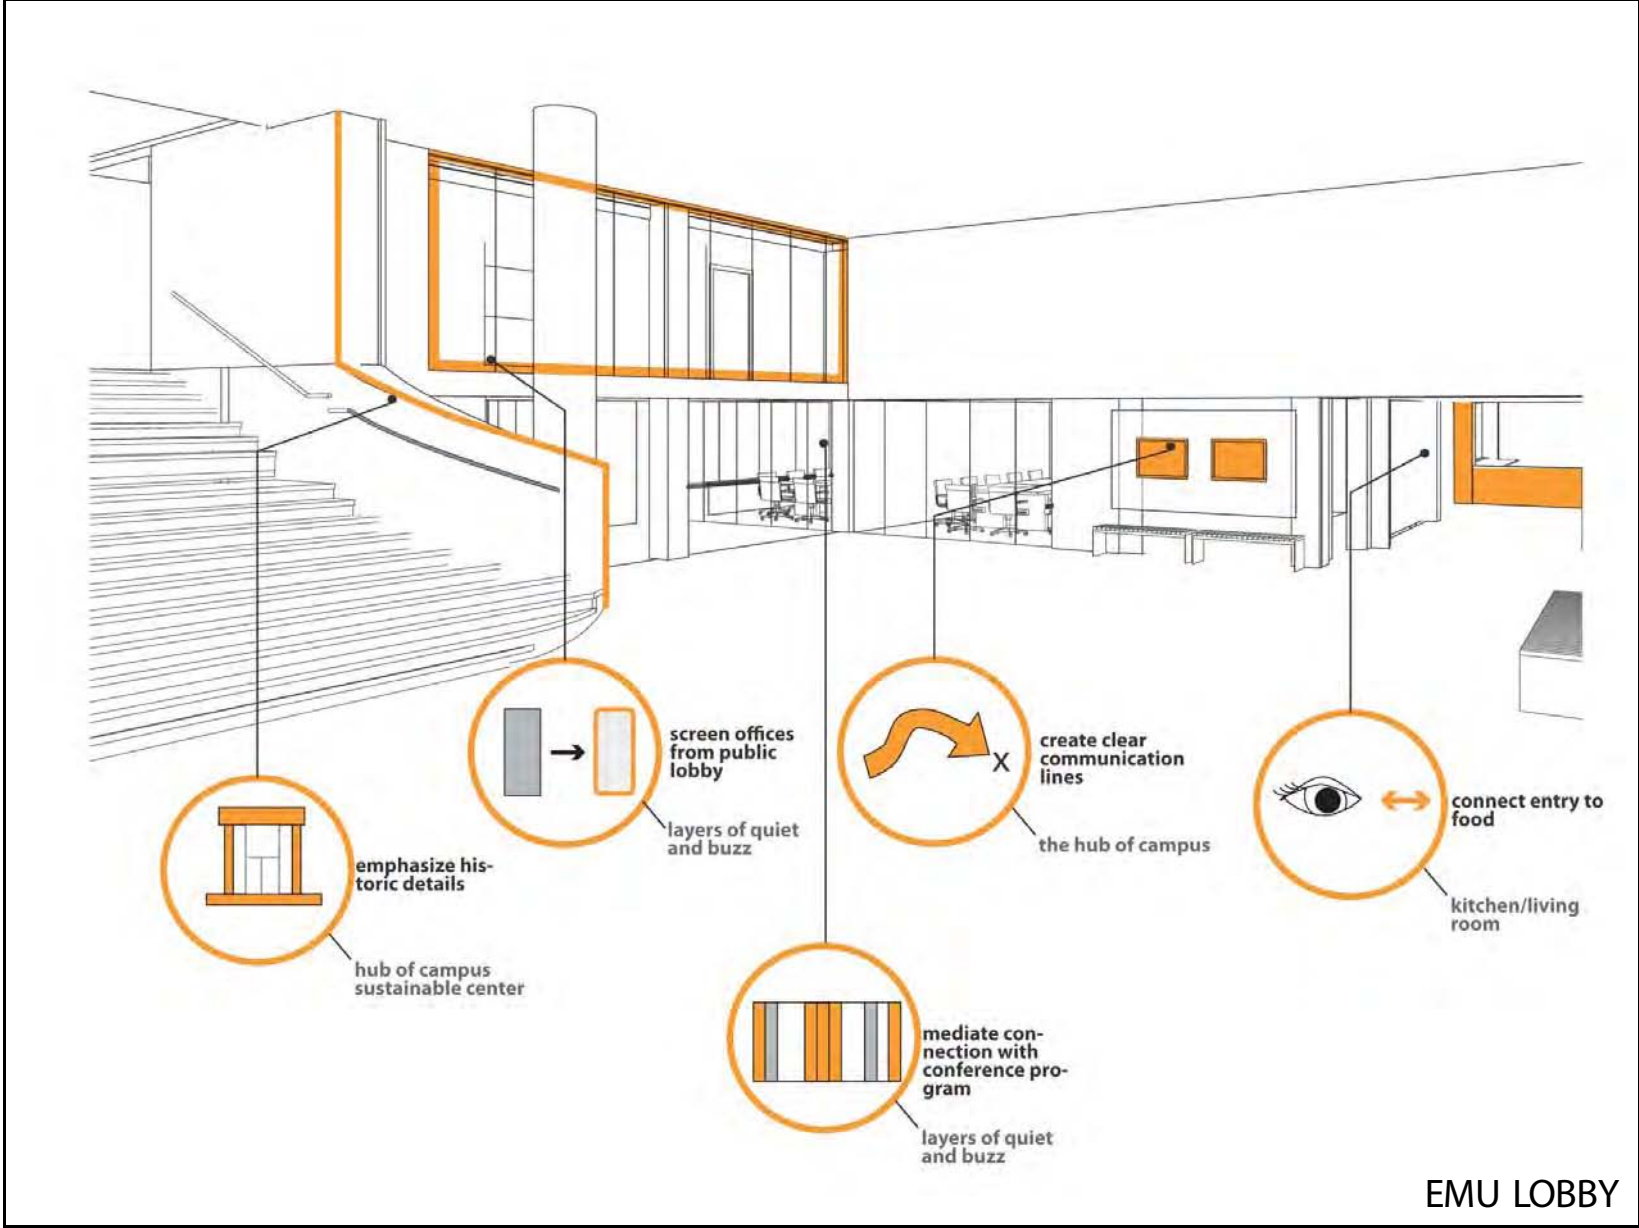 screen offices
from public
lobby
layers of quiet
and buzz
create clear
communication
lines
the hub of campus
X
connect entry to
food
kitchen/living
room
emphasize his-
toric details
hub of campus
sustainable center
mediate con-
nection with
conference pro-
gram
layers of quiet
and buzz
EMU LOBBY